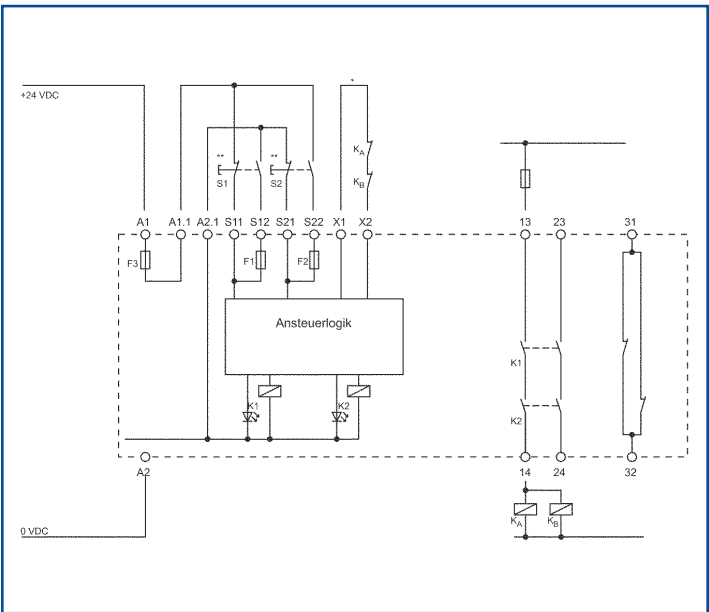 +24 VDC
*
KA
KB
** **
S1 S2
A1 A1.1 A2.1 S11 S12 S21 S22 X1 X2 13 23 31
F3 F1 F2
Ansteuerlogik
K1
K1 K2
K2
A2 14 24 32
KA KB
0 VDC